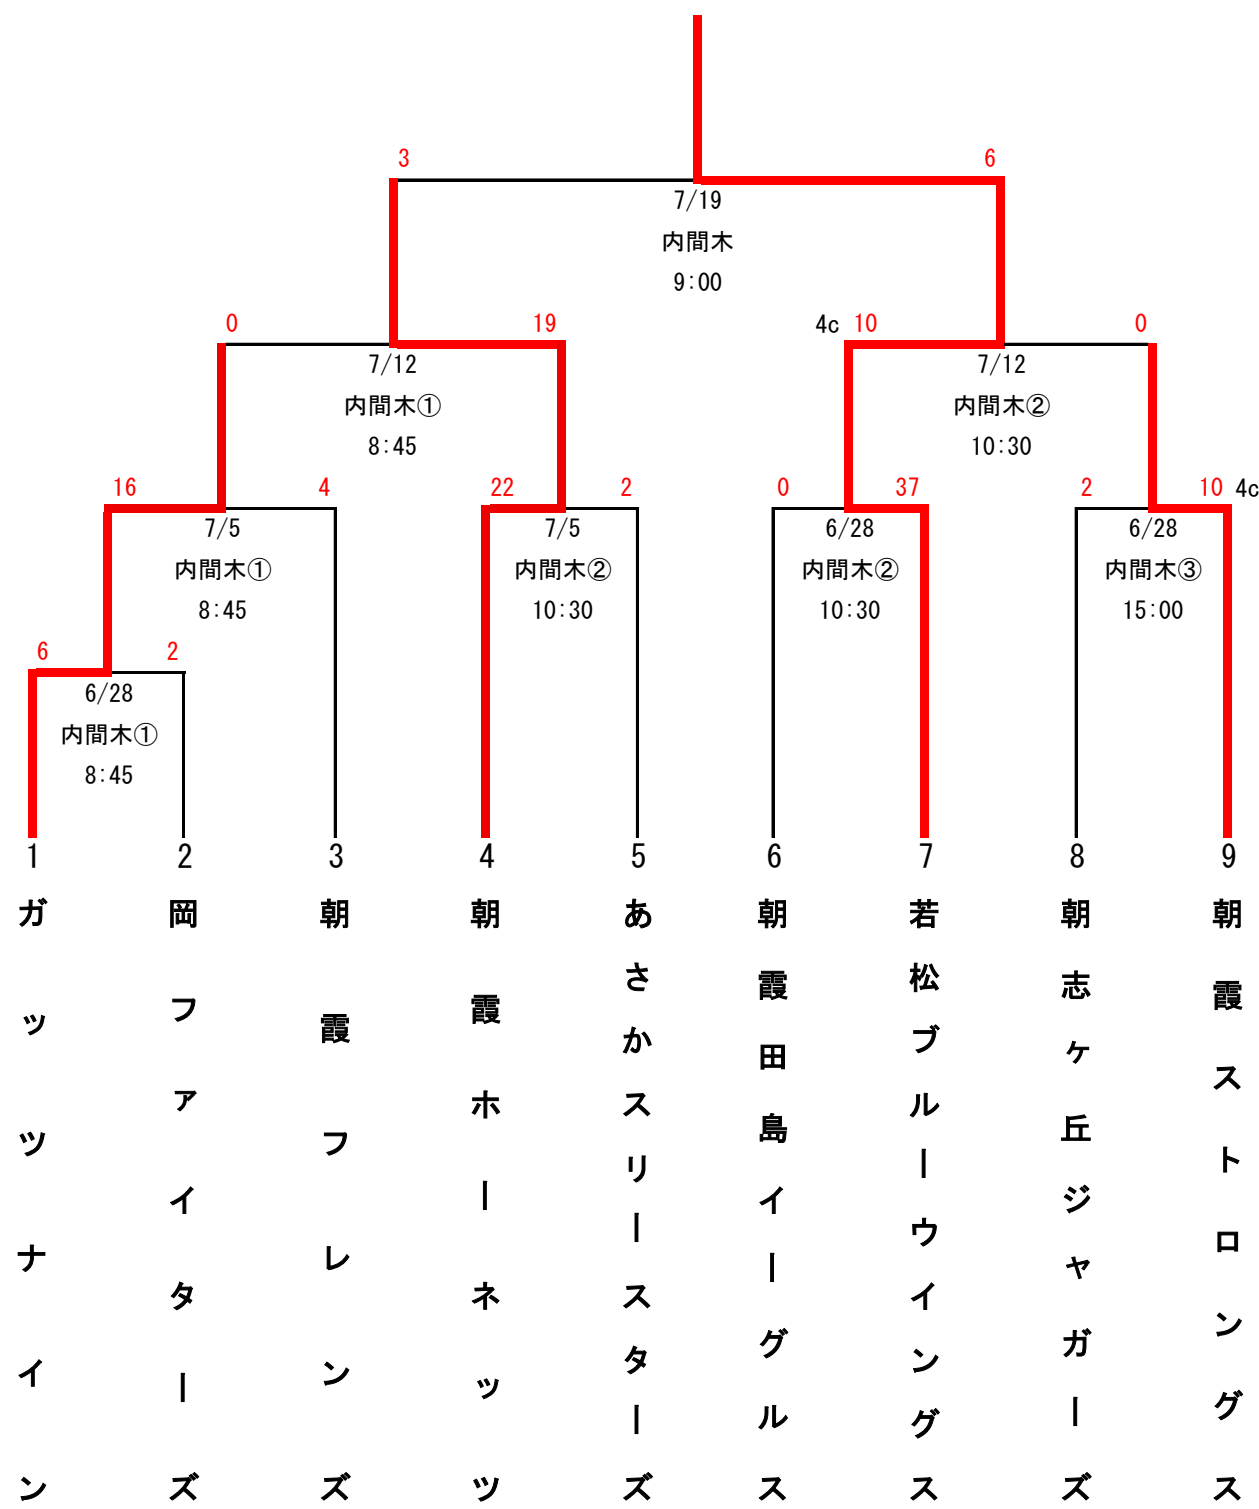 3 6
7/19
内間木
9:00
0 19 4c 10 0
7/12 7/12
内間木① 内間木②
8:45 10:30
16 4 22 2 0 37 2 10 4c
7/5 7/5 6/28 6/28
内間木① 内間木② 内間木② 内間木③
8:45 10:30 10:30 15:00
6 2
6/28
内間木①
8:45
1 2 3 4 5 6 7 8 9
ガッツナイン
岡ファイターズ
朝霞フレンズ
朝霞ホーネッツ
あさかスリースターズ
朝霞田島イーグルス
若松ブルーウイングス
朝志ヶ丘ジャガーズ
朝霞ストロングス